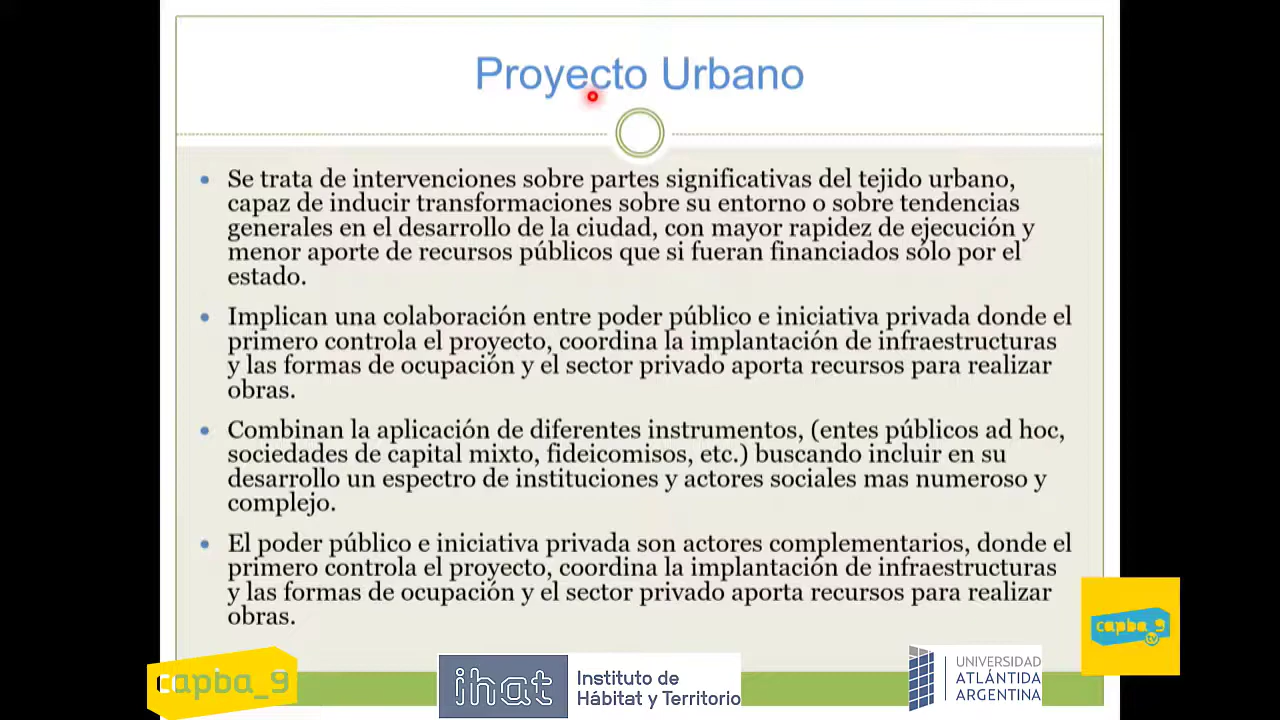 Proyecto Urbano
Se trata de intervenciones sobre partes significativas del tejido urbano,
capaz de inducir transformaciones sobre su entorno o sobre tendencias
generales en el desarrollo de la ciudad, con mayor rapidez de ejecución y
menor aporte de recursos públicos que si fueran financiados sólo por el
estado.
Implican una colaboración entre poder público e iniciativa privada donde el
primero controla el proyecto, coordina la implantación de infraestructuras
y las formas de ocupación y el sector privado aporta recursos para realizar
obras.
Combinan la aplicación de diferentes instrumentos, (entes públicos ad hoc,
sociedades de capital mixto, fideicomisos, etc.) buscando incluir en su
desarrollo un espectro de instituciones y actores sociales mas numeroso y
complejo.
El poder público e iniciativa privada son actores complementarios, donde el
primero controla el proyecto, coordina la implantación de infraestructuras
y las formas de ocupación y el sector privado aporta recursos para realizar
obras.
capba_9
tv
capba_9
ihat
Instituto de
Hábitat y Territorio
UNIVERSIDAD
ATLÁNTIDA
ARGENTINA